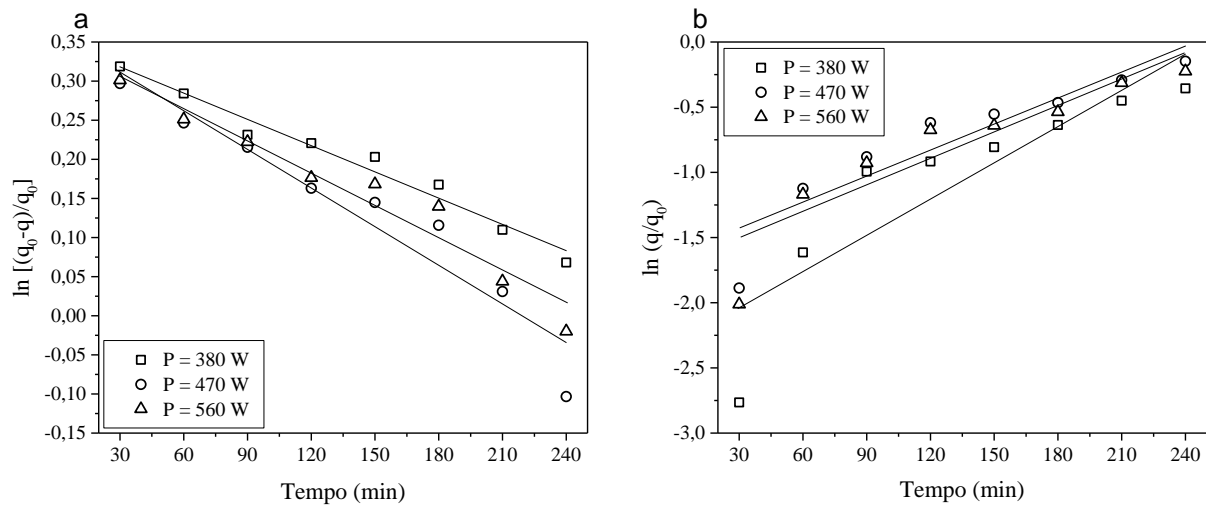 a
0,35
0,30
0,25
0,20
0,15
0,10
0,05
0,00
-0,05
-0,10
-0,15
ln [(q0-q)/q0]
P = 380 W
P = 470 W
P = 560 W
30 60 90 120 150 180 210 240
Tempo (min)
b
0,0
-0,5
-1,0
-1,5
-2,0
-2,5
-3,0
ln (q/q0)
P = 380 W
P = 470 W
P = 560 W
30 60 90 120 150 180 210 240
Tempo (min)